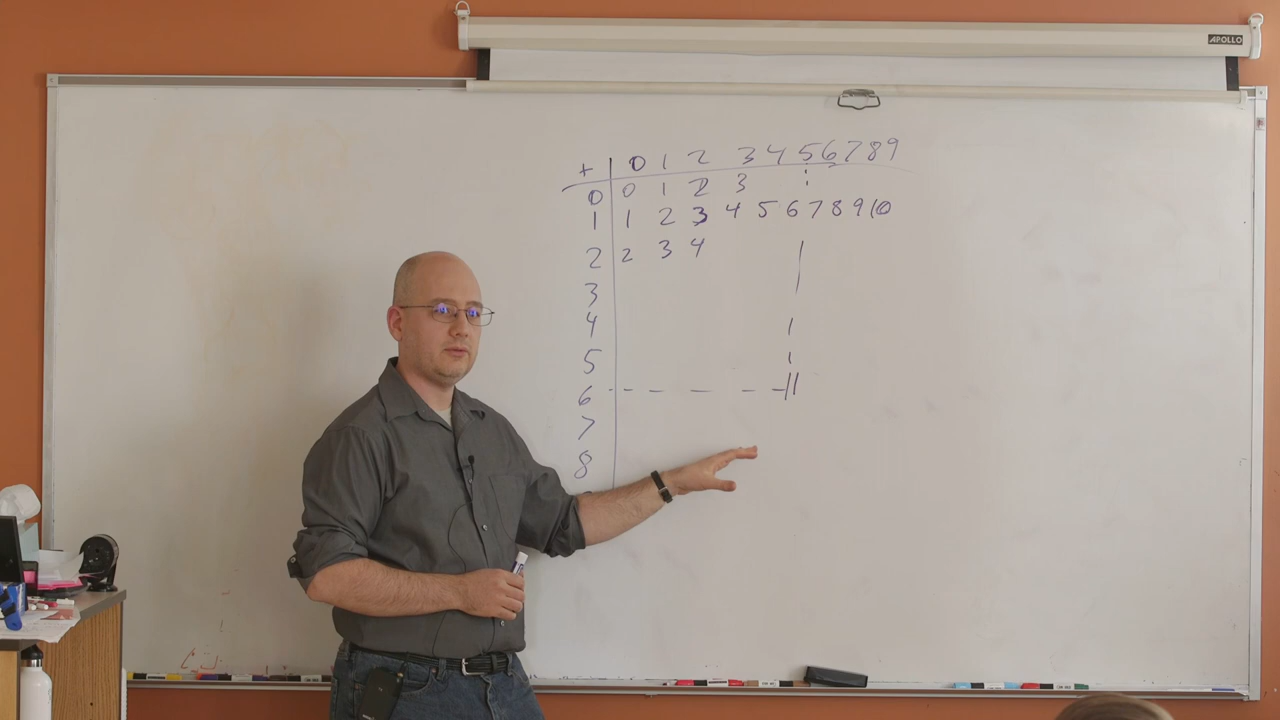 APOLLO
+ 0 1 2 3 4 5 6 7 8 9
0 0 1 2 3
1 1 2 3 4 5 6 7 8 9 10
2 2 3 4
3
4
5
6 11
7
8